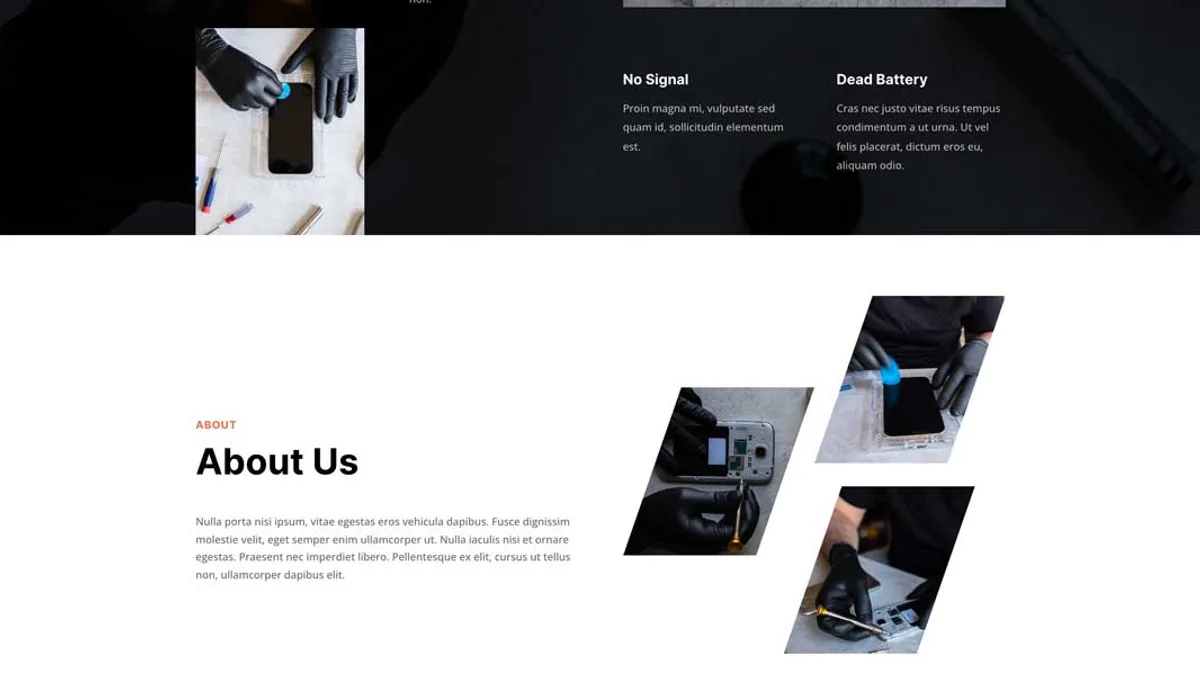 non.
No Signal
Proin magna mi, vulputate sed
quam id, sollicitudin elementum
est.
Dead Battery
Cras nec justo vitae risus tempus
condimentum a ut urna. Ut vel
felis placerat, dictum eros eu,
aliquam odio.
ABOUT
About Us
Nulla porta nisi ipsum, vitae egestas eros vehicula dapibus. Fusce dignissim
molestie velit, eget semper enim ullamcorper ut. Nulla iaculis nisi et ornare
egestas. Praesent nec imperdiet libero. Pellentesque ex elit, cursus ut tellus
non, ullamcorper dapibus elit.